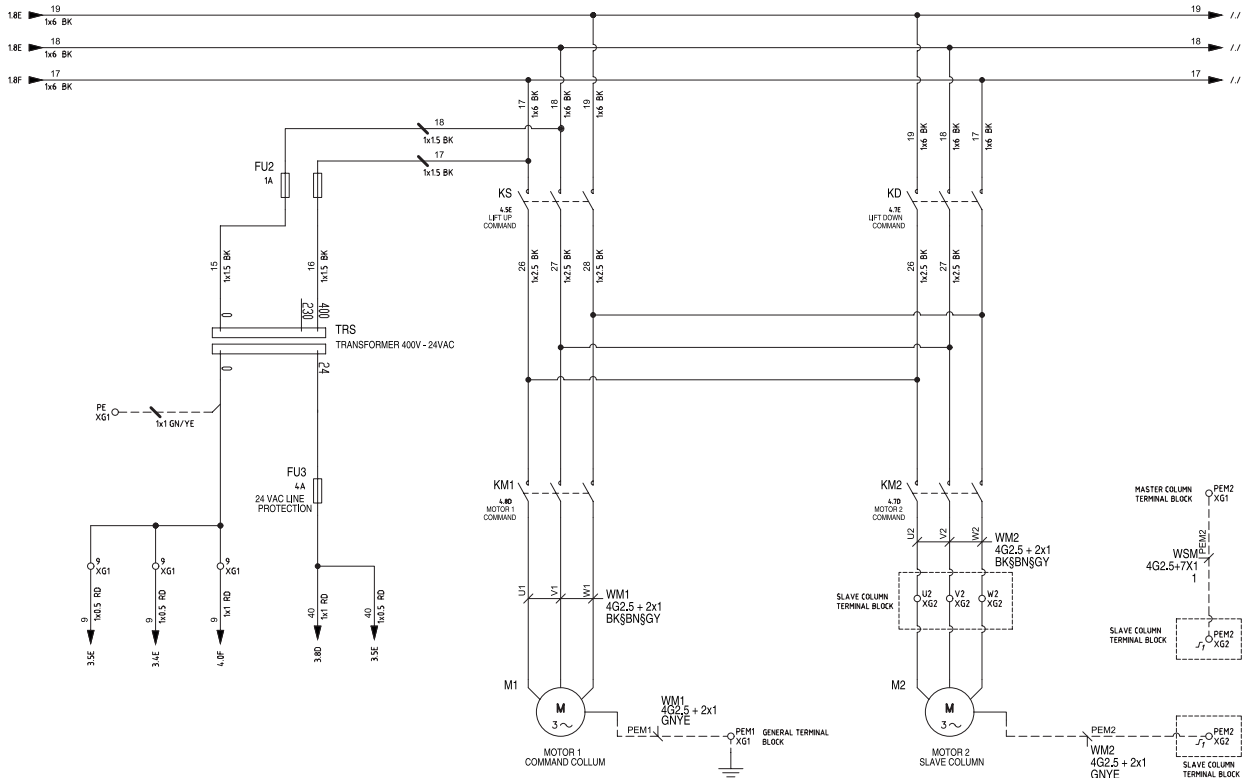 1.8E 19 1x6 BK 19 /./
1.8E 18 1x6 BK 18 /./
1.8F 17 1x6 BK 17 /./
17 1x6 BK
18 1x6 BK
19 1x6 BK
19 1x6 BK
18 1x6 BK
17 1x6 BK
18
1x1.5 BK
17
1x1.5 BK
FU2
1A
KS
4.5E
LIFT UP
COMMAND
KD
4.7E
LIFT DOWN
COMMAND
15 1x1.5 BK
16 1x1.5 BK
26 1x2.5 BK
27 1x2.5 BK
28 1x2.5 BK
26 1x2.5 BK
27 1x2.5 BK
26 1x2.5 BK
0 230 400
TRS
TRANSFORMER 400V - 24VAC
0 24
PE
XG1
1x1 GN/YE
FU3
4A
24 VAC LINE
PROTECTION
KM1
4.8D
MOTOR 1
COMMAND
KM2
4.7D
MOTOR 2
COMMAND
MASTER COLUMN
TERMINAL BLOCK
PEM2
XG1
PEM2
WSM
4G2.5+7X1
1
U2 V2 W2
WM2
4G2.5 + 2x1
BK§BN§GY
9
XG1
9
XG1
9
XG1
U1 V1 W1
WM1
4G2.5 + 2x1
BK§BN§GY
SLAVE COLUMN
TERMINAL BLOCK
U2
XG2
V2
XG2
W2
XG2
9 1x0.5 RD
9 1x0.5 RD
9 1x1 RD
40 1x1 RD
40 1x0.5 RD
3.5E
3.4E
4.0F
3.8D
3.5E
SLAVE COLUMN
TERMINAL BLOCK
PEM2
XG2
M1
M
3~
MOTOR 1
COMMAND COLLUM
WM1
4G2.5 + 2x1
GNYE
PEM1
PEM1
XG1
GENERAL TERMINAL
BLOCK
M2
M
3~
MOTOR 2
SLAVE COLUMN
PEM2
WM2
4G2.5 + 2x1
GNYE
PEM2
XG2
SLAVE COLUMN
TERMINAL BLOCK